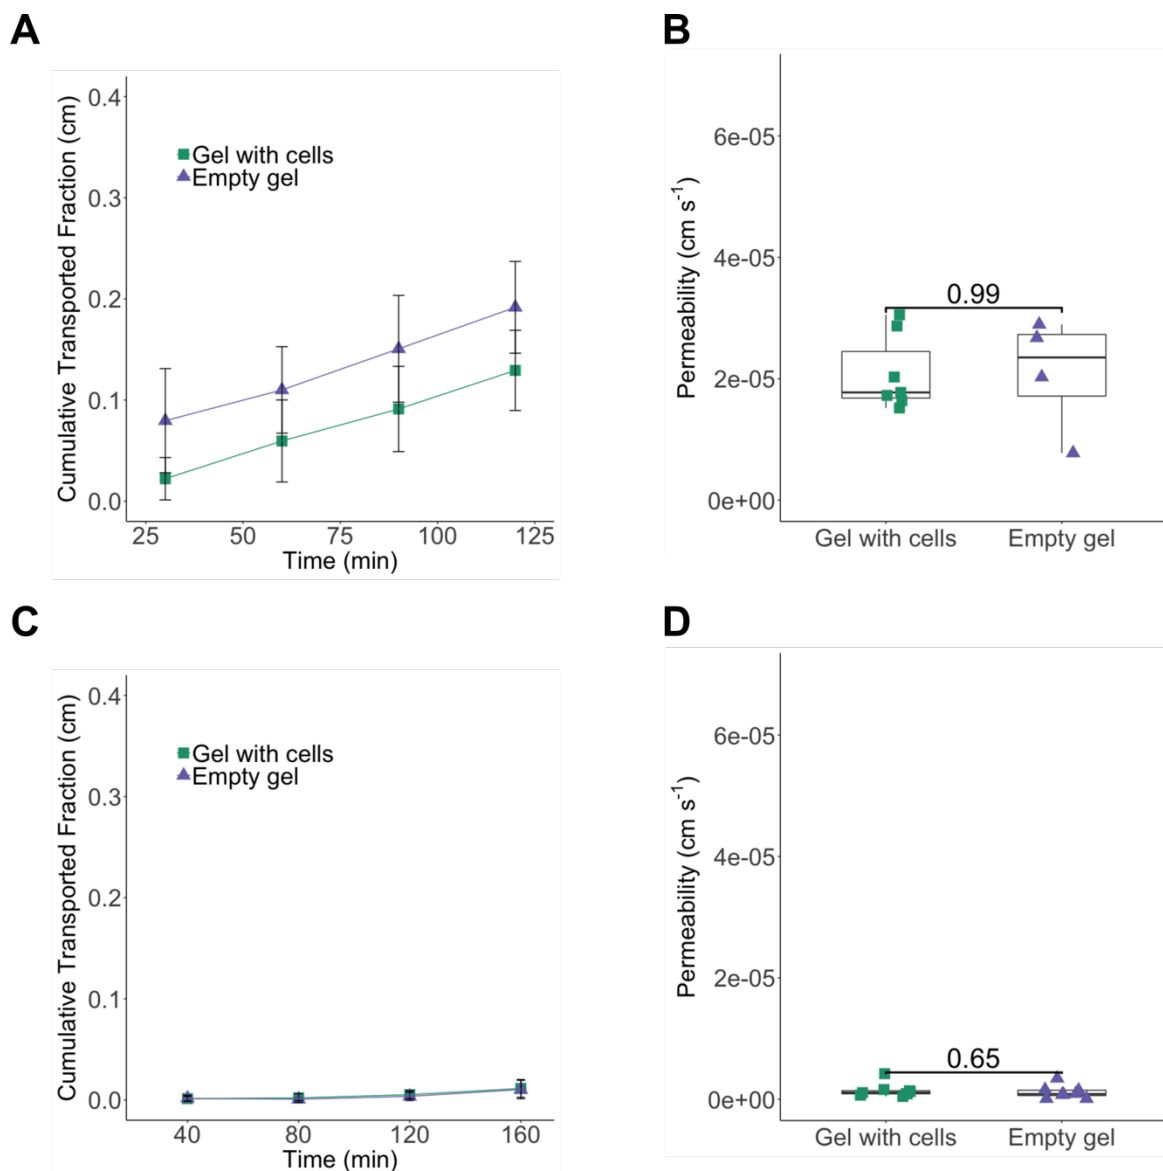 A
Cumulative Transported Fraction (cm)
0.4
0.3
0.2
0.1
0.0
Gel with cells
Empty gel
25 50 75 100 125
Time (min)
B
Permeability (cm s⁻¹)
6e-05
4e-05
2e-05
0e+00
0.99
Gel with cells Empty gel
C
Cumulative Transported Fraction (cm)
0.4
0.3
0.2
0.1
0.0
Gel with cells
Empty gel
40 80 120 160
Time (min)
D
Permeability (cm s⁻¹)
6e-05
4e-05
2e-05
0e+00
0.65
Gel with cells Empty gel